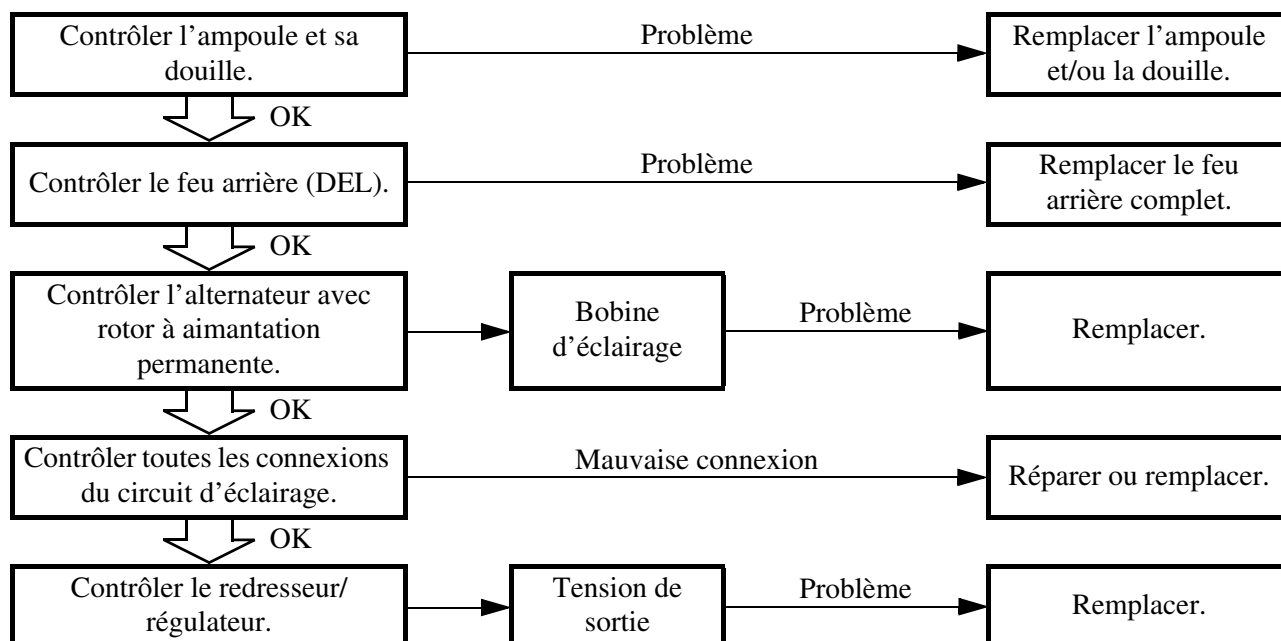 Contrôler l’ampoule et sa
douille.
Problème
Remplacer l’ampoule
et/ou la douille.
OK
Contrôler le feu arrière (DEL).
Problème
Remplacer le feu
arrière complet.
OK
Contrôler l’alternateur avec
rotor à aimantation
permanente.
Bobine
d’éclairage
Problème
Remplacer.
OK
Contrôler toutes les connexions
du circuit d’éclairage.
Mauvaise connexion
Réparer ou remplacer.
OK
Contrôler le redresseur/
régulateur.
Tension de
sortie
Problème
Remplacer.